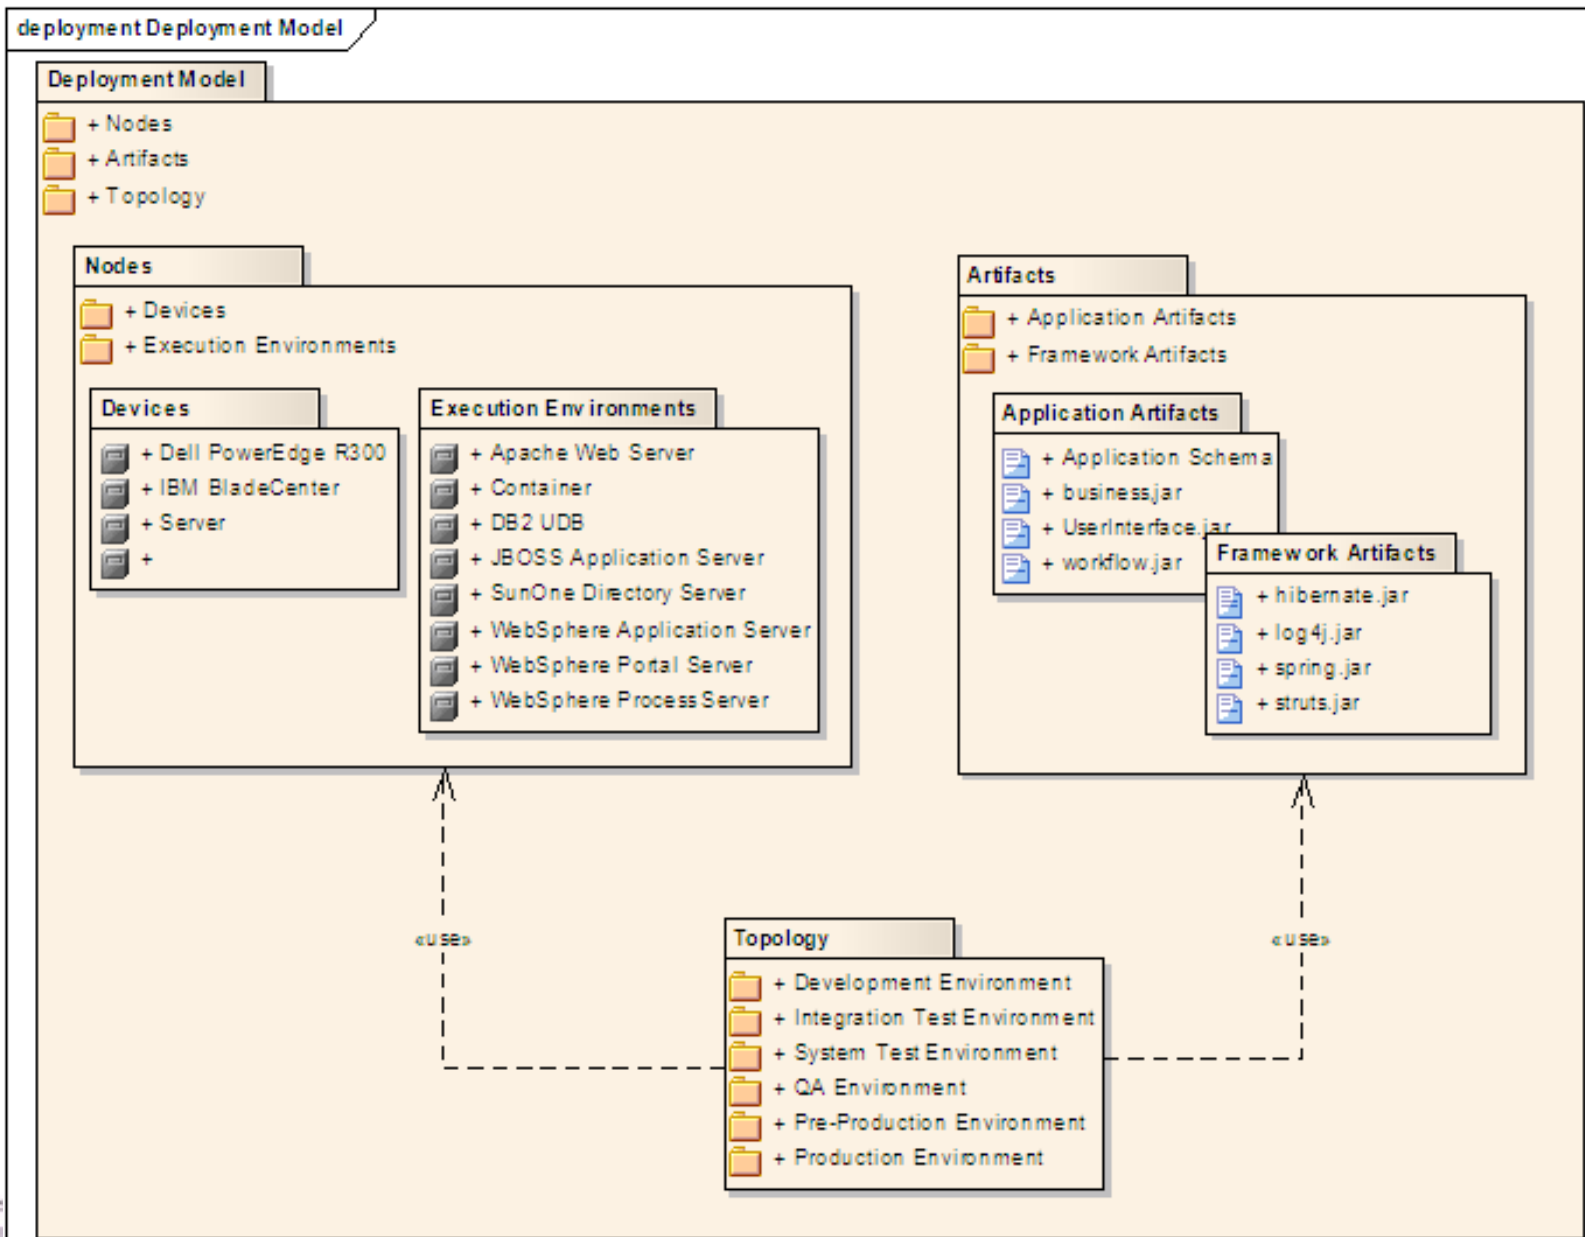 deployment Deployment Model
Deployment Model
+ Nodes
+ Artifacts
+ Topology
Nodes
+ Devices
+ Execution Environments
Devices
+ Dell PowerEdge R300
+ IBM BladeCenter
+ Server
+
Execution Environments
+ Apache Web Server
+ Container
+ DB2 UDB
+ JBOSS Application Server
+ SunOne Directory Server
+ WebSphere Application Server
+ WebSphere Portal Server
+ WebSphere Process Server
Artifacts
+ Application Artifacts
+ Framework Artifacts
Application Artifacts
+ Application Schema
+ business.jar
+ UserInterface.jar
+ workflow.jar
Framework Artifacts
+ hibernate.jar
+ log4j.jar
+ spring.jar
+ struts.jar
«use»
«use»
Topology
+ Development Environment
+ Integration Test Environment
+ System Test Environment
+ QA Environment
+ Pre-Production Environment
+ Production Environment